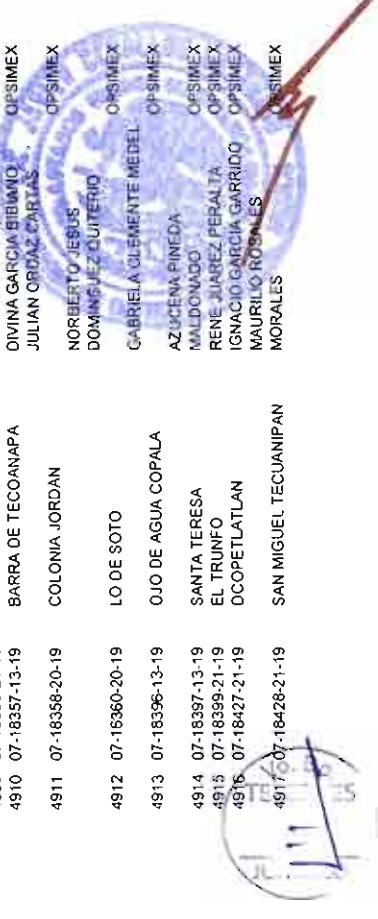 DIVINA GARCIA BIBIANO OPSIMEX
4910 07-18357-13-19 BARRA DE TECOANAPA JULIAN ORDAZ CARTAS
4911 07-18358-20-19 COLONIA JORDAN OPSIMEX
NORBERTO JESUS
4912 07-16360-20-19 LO DE SOTO DOMINGUEZ QUITERIO OPSIMEX
4913 07-18396-13-19 OJO DE AGUA COPALA GABRIELA CLEMENTE MEDEL OPSIMEX
AZUCENA PINEDA
4914 07-18397-13-19 SANTA TERESA MALDONADO OPSIMEX
4915 07-18399-21-19 EL TRUNFO RENE JUAREZ PERALTA OPSIMEX
4916 07-18427-21-19 OCOPETLATLAN IGNACIO GARCIA GARRIDO OPSIMEX
MAURILIO ROSALES
4917 07-18428-21-19 SAN MIGUEL TECUANIPAN MORALES OPSIMEX